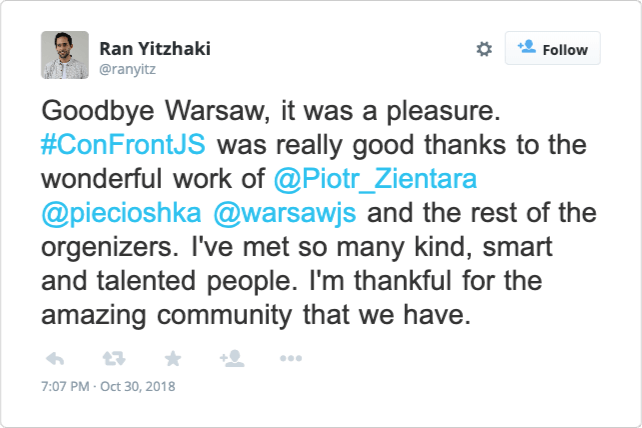 Ran Yitzhaki
@ranyitz
Follow
Goodbye Warsaw, it was a pleasure.
#ConFrontJS was really good thanks to the
wonderful work of @Piotr_Zientara
@piecioshka @warsawjs and the rest of the
orgenizers. I've met so many kind, smart
and talented people. I'm thankful for the
amazing community that we have.
7:07 PM · Oct 30, 2018